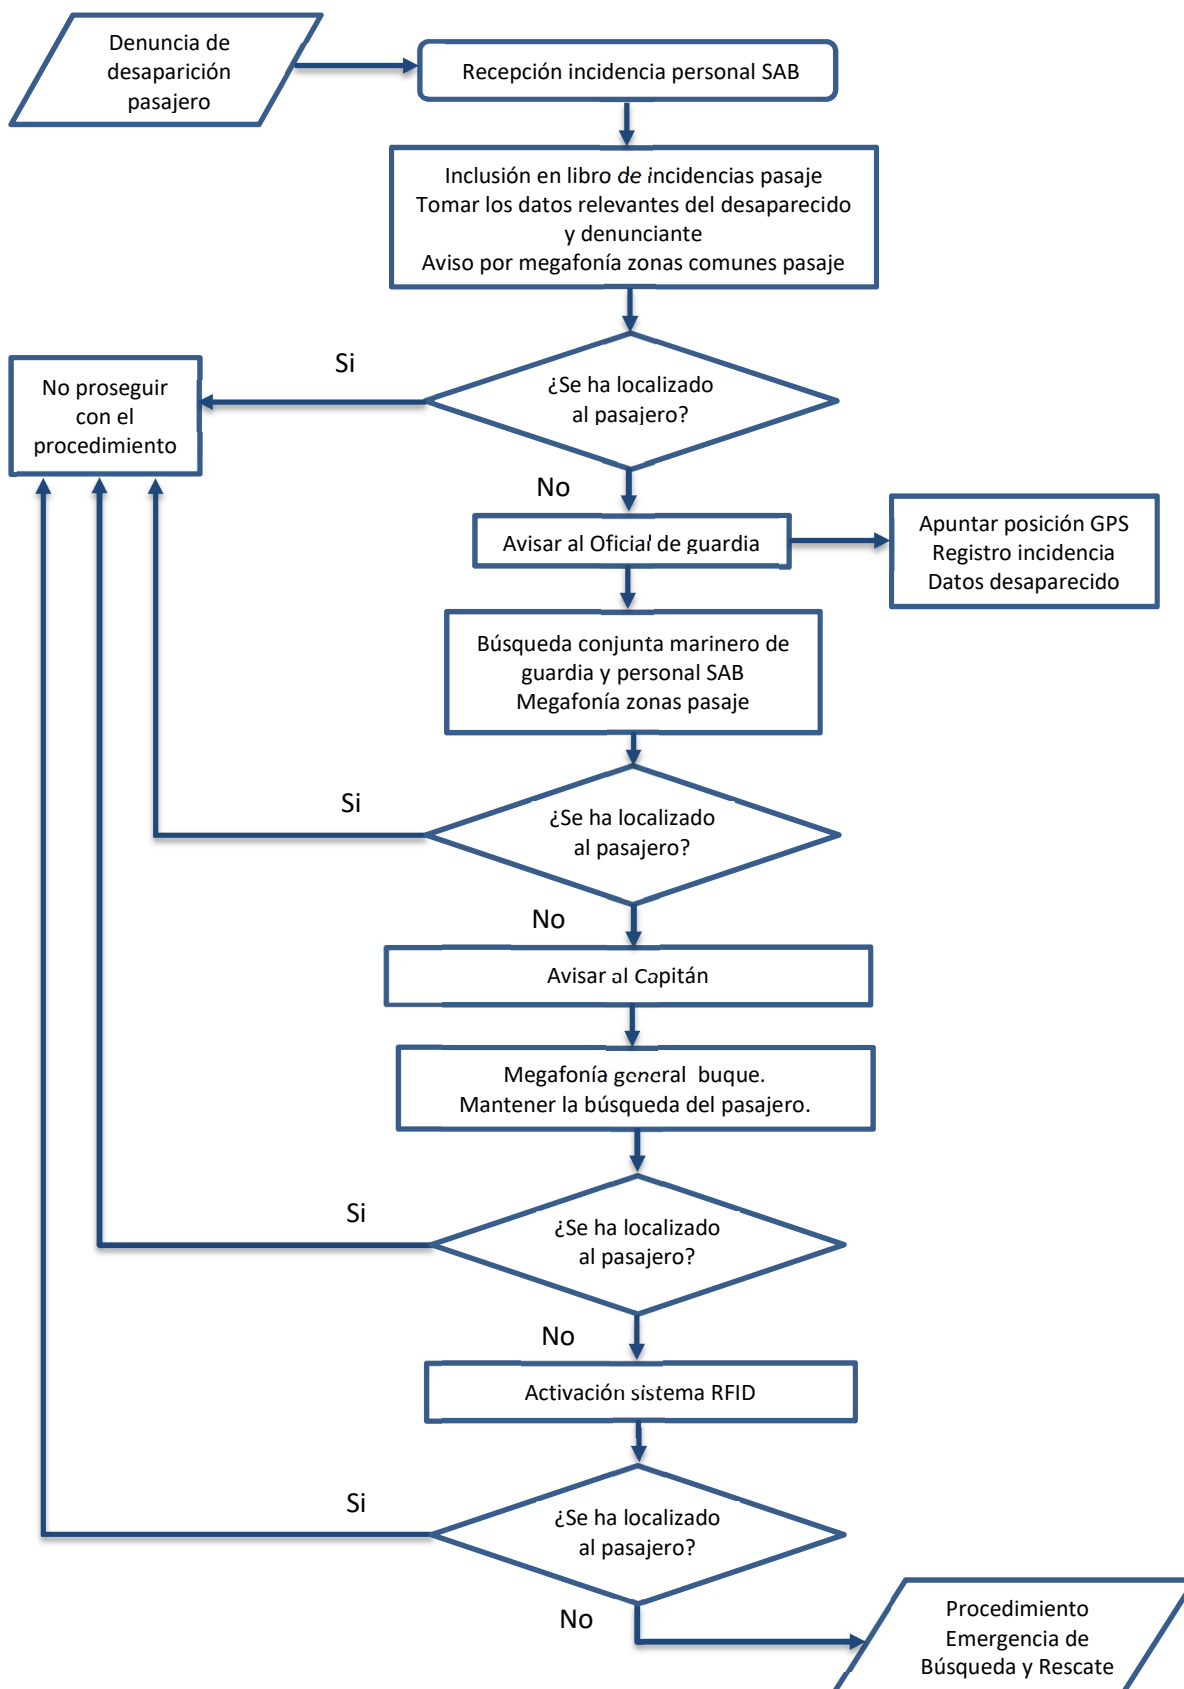 Denuncia de
desaparición
pasajero
Recepción incidencia personal SAB
Inclusión en libro de incidencias pasaje
Tomar los datos relevantes del desaparecido
y denunciante
Aviso por megafonía zonas comunes pasaje
Si
¿Se ha localizado
al pasajero?
No proseguir
con el
procedimiento
No
Avisar al Oficial de guardia
Apuntar posición GPS
Registro incidencia
Datos desaparecido
Búsqueda conjunta marinero de
guardia y personal SAB
Megafonía zonas pasaje
Si
¿Se ha localizado
al pasajero?
No
Avisar al Capitán
Megafonía general buque.
Mantener la búsqueda del pasajero.
Si
¿Se ha localizado
al pasajero?
No
Activación sistema RFID
Si
¿Se ha localizado
al pasajero?
No
Procedimiento
Emergencia de
Búsqueda y Rescate